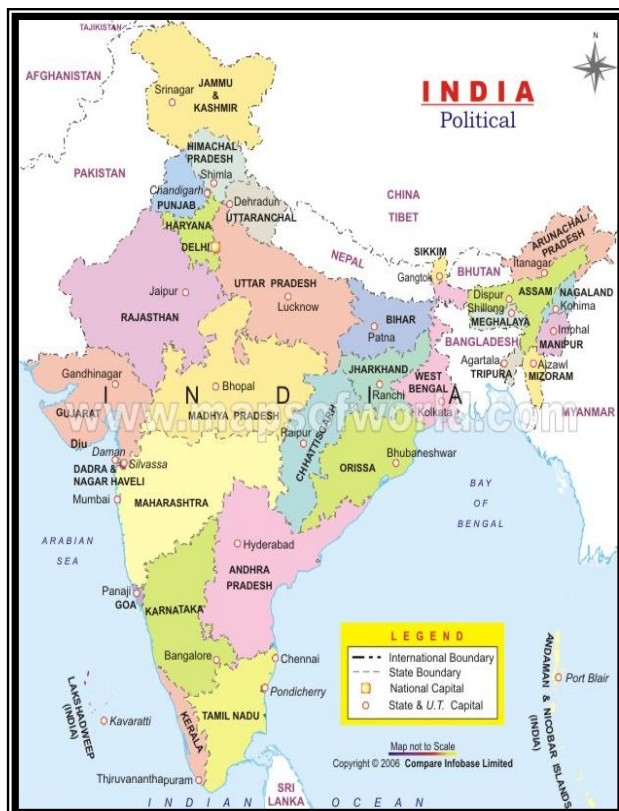 TAJIKISTAN
AFGHANISTAN
N
JAMMU
&
KASHMIR
Srinagar
INDIA
Political
HIMACHAL
PRADESH
Shimla
PAKISTAN
Chandigarh
PUNJAB
Dehradun
UTTARANCHAL
CHINA
TIBET
HARYANA
DELHI
NEPAL
SIKKIM
Gangtok
BHUTAN
ARUNACHAL
PRADESH
Itanagar
UTTAR PRADESH
Lucknow
Jaipur
RAJASTHAN
BIHAR
Patna
Dispur
ASSAM
Shillong
MEGHALAYA
NAGALAND
Kohima
Imphal
MANIPUR
BANGLADESH
Agartala
TRIPURA
Aizawl
MIZORAM
MYANMAR
Gandhinagar
GUJARAT
Bhopal
MADHYA PRADESH
JHARKHAND
Ranchi
WEST
BENGAL
Kolkata
I N D I A
www.mapsofworld.com
Diu
Daman
Silvassa
DADRA &
NAGAR HAVELI
Raipur
CHHATTISGARH
Bhubaneshwar
ORISSA
Mumbai
MAHARASHTRA
BAY
OF
BENGAL
ARABIAN
SEA
Hyderabad
ANDHRA
PRADESH
Panaji
GOA
KARNATAKA
LEGEND
International Boundary
State Boundary
National Capital
State & U.T. Capital
Bangalore
Chennai
Pondicherry
LAKSHADWEEP
(INDIA)
Kavaratti
KERALA
TAMIL NADU
Thiruvananthapuram
ANDAMAN & NICOBAR ISLANDS
(INDIA)
Port Blair
Map not to Scale
Copyright © 2006 Compare Infobase Limited
SRI
LANKA
INDIAN OCEAN